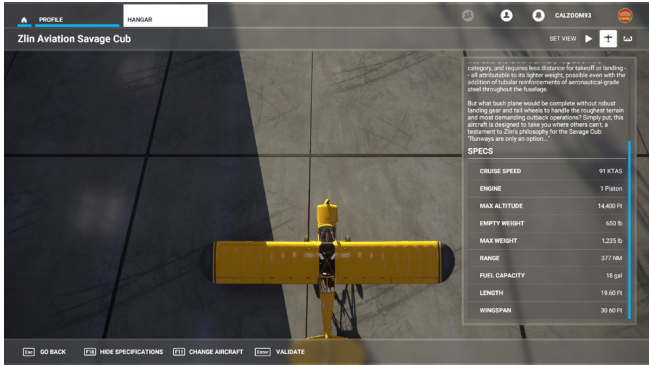 PROFILE
HANGAR
CALZOOM93
Zlin Aviation Savage Cub
SET VIEW
category, and requires less distance for takeoff or landing -
- all attributable to its lighter weight, possible even with the
addition of tubular reinforcements of aeronautical-grade
steel throughout the fuselage.
But what bush plane would be complete without robust
landing gear and tail wheels to handle the roughest terrain
and most demanding outback operations? Simply put, this
aircraft is designed to take you where others can't, a
testament to Zlin's philosophy for the Savage Cub:
"Runways are only an option..."
SPECS
CRUISE SPEED 91 KTAS
ENGINE 1 Piston
MAX ALTITUDE 14,400 Ft
EMPTY WEIGHT 650 lb
MAX WEIGHT 1,235 lb
RANGE 377 NM
FUEL CAPACITY 18 gal
LENGTH 19.60 Ft
WINGSPAN 30.60 Ft
Esc GO BACK F10 HIDE SPECIFICATIONS F11 CHANGE AIRCRAFT Enter VALIDATE